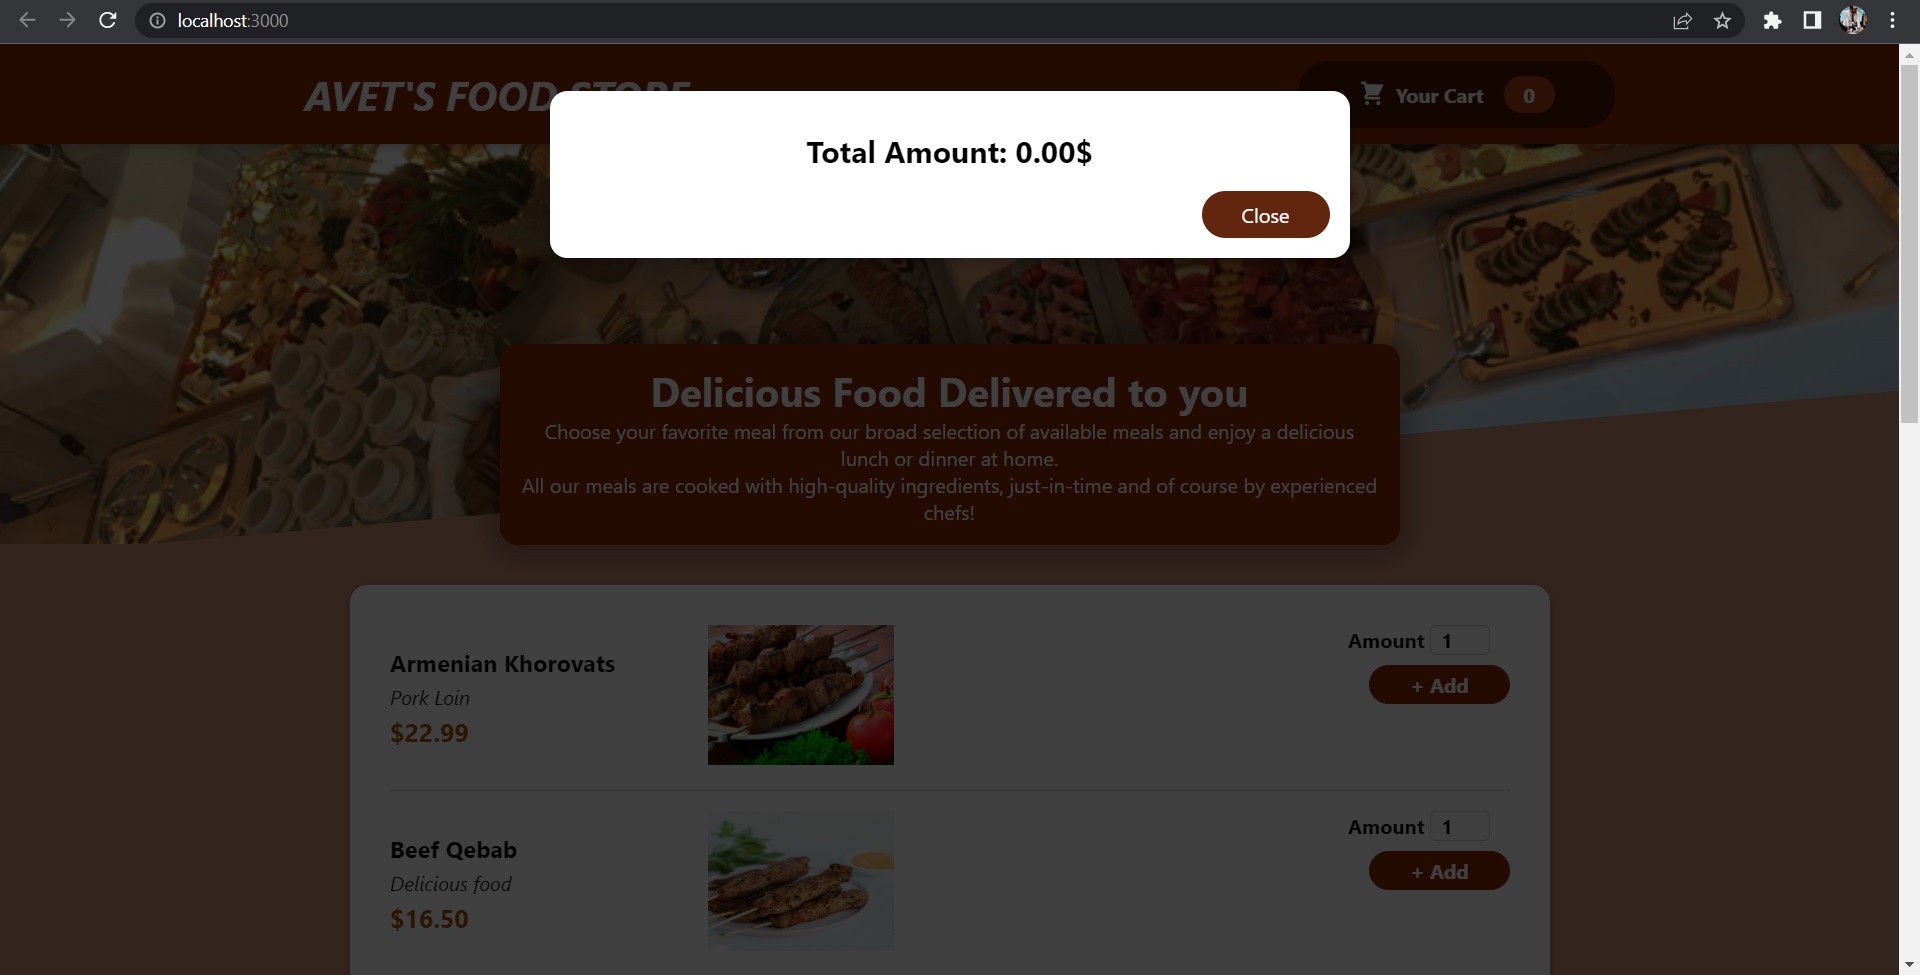 localhost:3000
AVET'S FOOD STORE
Your Cart 0
Total Amount: 0.00$
Close
Delicious Food Delivered to you
Choose your favorite meal from our broad selection of available meals and enjoy a delicious
lunch or dinner at home.
All our meals are cooked with high-quality ingredients, just-in-time and of course by experienced
chefs!
Armenian Khorovats
Pork Loin
$22.99
Amount 1
+ Add
Beef Qebab
Delicious food
$16.50
Amount 1
+ Add